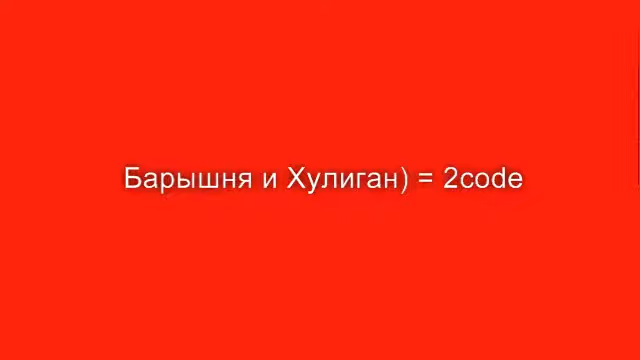 Барышня и Хулиган) = 2code